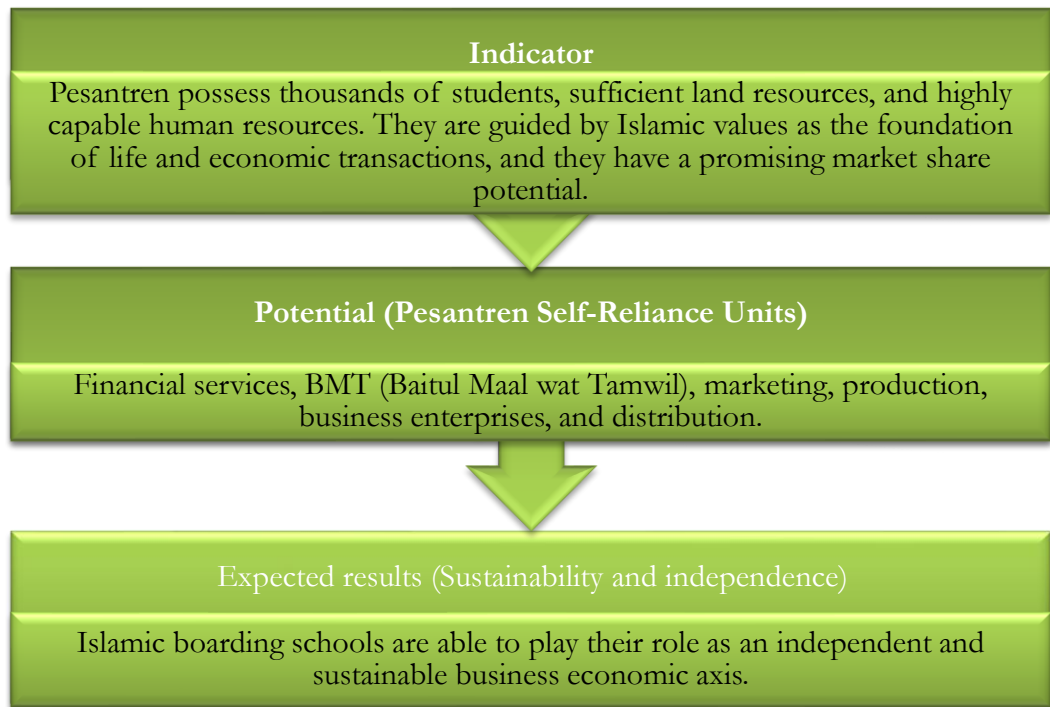 Indicator
Pesantren possess thousands of students, sufficient land resources, and highly
capable human resources. They are guided by Islamic values as the foundation
of life and economic transactions, and they have a promising market share
potential.
Potential (Pesantren Self-Reliance Units)
Financial services, BMT (Baitul Maal wat Tamwil), marketing, production,
business enterprises, and distribution.
Expected results (Sustainability and independence)
Islamic boarding schools are able to play their role as an independent and
sustainable business economic axis.